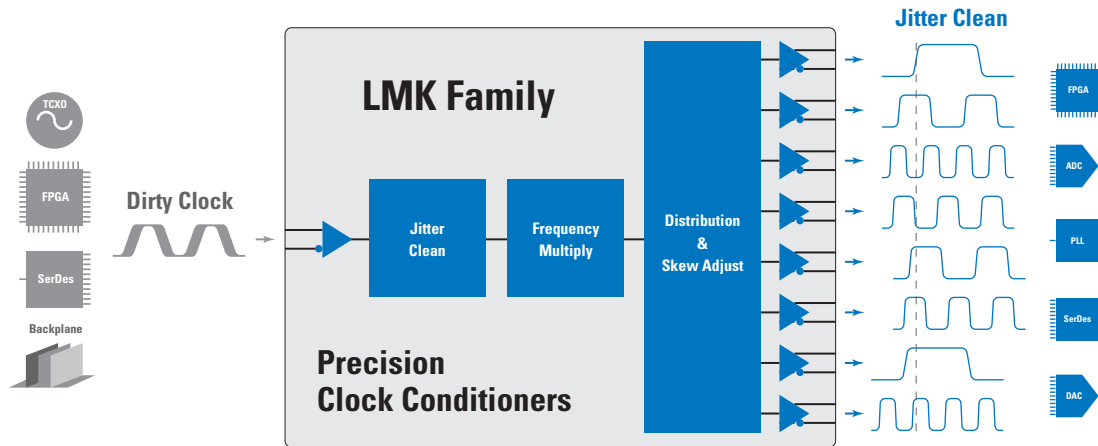 Jitter Clean
LMK Family
TCXO
FPGA
SerDes
Backplane
Dirty Clock
Jitter
Clean
Frequency
Multiply
Distribution
&
Skew Adjust
Precision
Clock Conditioners
FPGA
ADC
PLL
SerDes
DAC